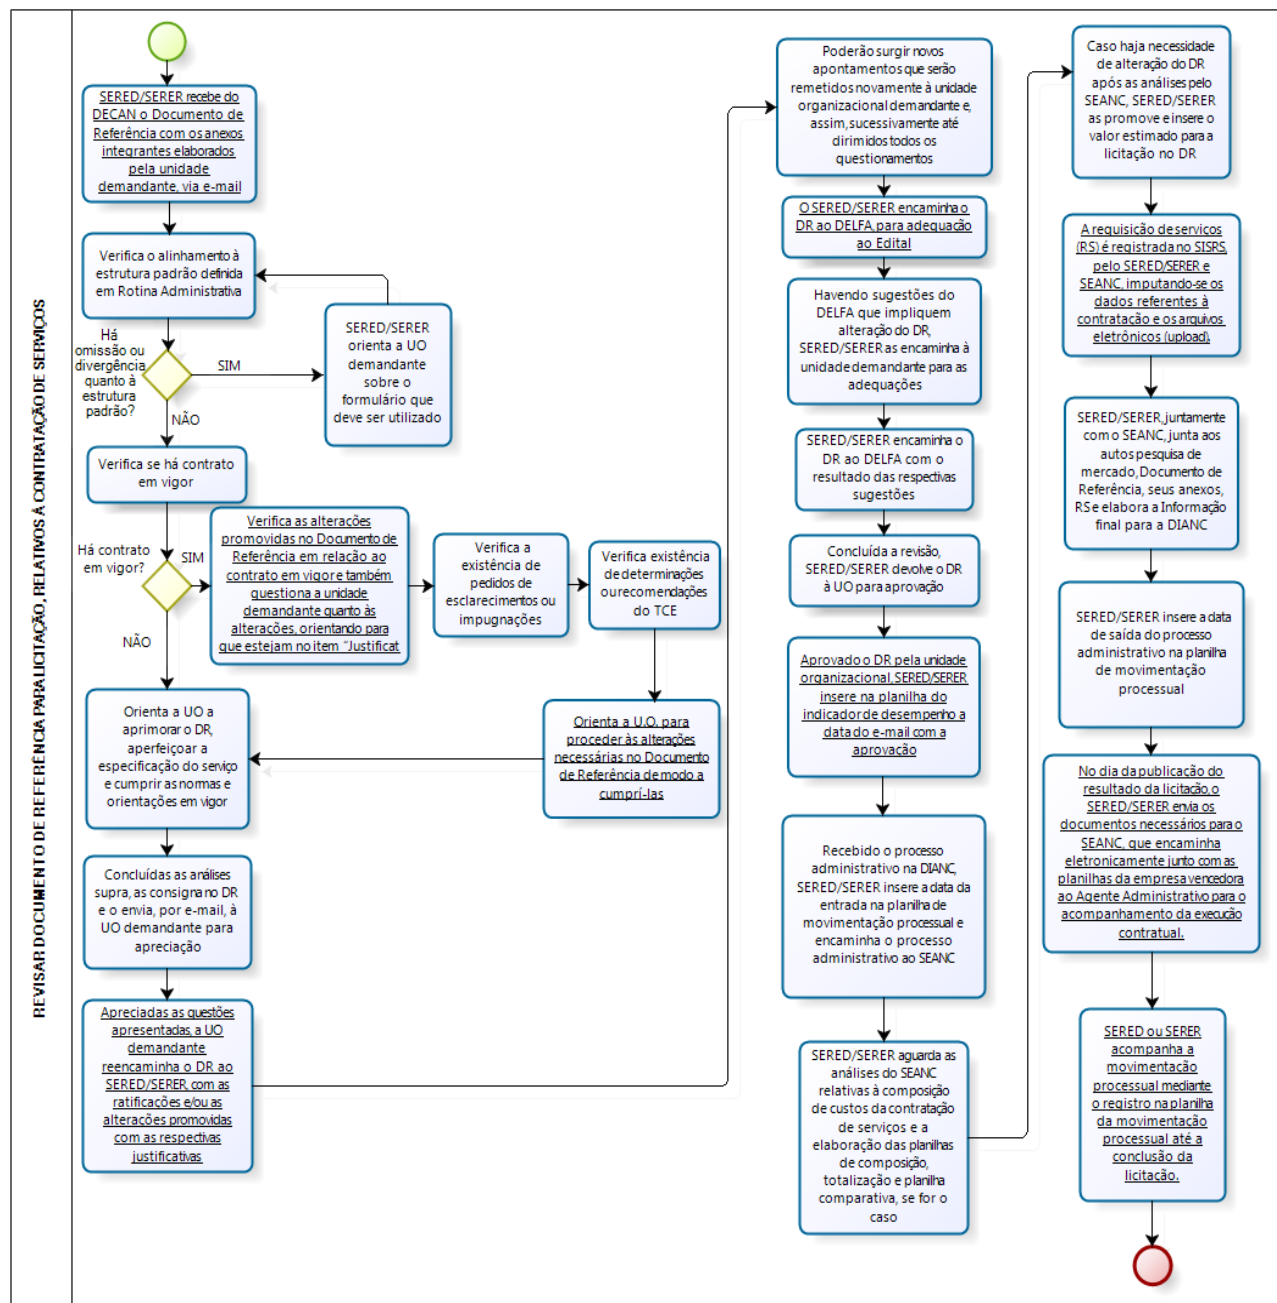 REVISAR DOCUMENTO DE REFERÊNCIA PARA LICITAÇÃO, RELATIVOS À CONTRATAÇÃO DE SERVIÇOS
SERED/SERER recebe do
DECAN o Documento de
Referência com os anexos
integrantes elaborados
pela unidade
demandante, via e-mail
Verifica o alinhamento à
estrutura padrão definida
em Rotina Administrativa
Há
omissão ou
divergência
quanto à
estrutura
padrão?
SIM
NÃO
SERED/SERER
orienta a UO
demandante
sobre o
formulário que
deve ser utilizado
Verifica se há contrato
em vigor
Há contrato
em vigor?
SIM
NÃO
Verifica as alterações
promovidas no Documento de
Referência em relação ao
contrato em vigor e também
questiona a unidade
demandante quanto às
alterações, orientando para
que estejam no item "Justificat
Verifica a
existência de
pedidos de
esclarecimentos ou
impugnações
Verifica existência
de determinações
ou recomendações
do TCE
Orienta a U.O. para
proceder às alterações
necessárias no Documento
de Referência de modo a
cumprí-las
Orienta a UO a
aprimorar o DR,
aperfeiçoar a
especificação do serviço
e cumprir as normas e
orientações em vigor
Concluídas as análises
supra, as consigna no DR
e o envia, por e-mail, à
UO demandante para
apreciação
Apreciadas as questões
apresentadas, a UO
demandante
reencaminha o DR ao
SERED/SERER, com as
ratificações e/ou as
alterações promovidas
com as respectivas
justificativas
Poderão surgir novos
apontamentos que serão
remetidos novamente à unidade
organizacional demandante e,
assim, sucessivamente até
dirimidos todos os
questionamentos
O SERED/SERER encaminha o
DR ao DELFA, para adequação
ao Edital
Havendo sugestões do
DELFA que impliquem
alteração do DR,
SERED/SERER as encaminha à
unidade demandante para as
adequações
SERED/SERER encaminha o
DR ao DELFA com o
resultado das respectivas
sugestões
Concluída a revisão,
SERED/SERER devolve o DR
à UO para aprovação
Aprovado o DR pela unidade
organizacional, SERED/SERER
insere na planilha do
indicador de desempenho a
data do e-mail com a
aprovação
Recebido o processo
administrativo na DIANC,
SERED/SERER insere a data da
entrada na planilha de
movimentação processual e
encaminha o processo
administrativo ao SEANC
SERED/SERER aguarda as
análises do SEANC
relativas à composição
de custos da contratação
de serviços e a
elaboração das planilhas
de composição,
totalização e planilha
comparativa, se for o
caso
Caso haja necessidade
de alteração do DR
após as análises pelo
SEANC, SERED/SERER
as promove e insere o
valor estimado para a
licitação no DR
A requisição de serviços
(RS) é registrada no SISRS,
pelo SERED/SERER e
SEANC, imputando-se os
dados referentes à
contratação e os arquivos
eletrônicos (upload).
SERED/SERER, juntamente
com o SEANC, junta aos
autos pesquisa de
mercado, Documento de
Referência, seus anexos,
RS e elabora a Informação
final para a DIANC
SERED/SERER insere a data
de saída do processo
administrativo na planilha
de movimentação
processual
No dia da publicação do
resultado da licitação, o
SERED/SERER envia os
documentos necessários para o
SEANC, que encaminha
eletronicamente junto com as
planilhas da empresa vencedora
ao Agente Administrativo para o
acompanhamento da execução
contratual.
SERED ou SERER
acompanha a
movimentação
processual mediante
o registro na planilha
da movimentação
processual até a
conclusão da
licitação.